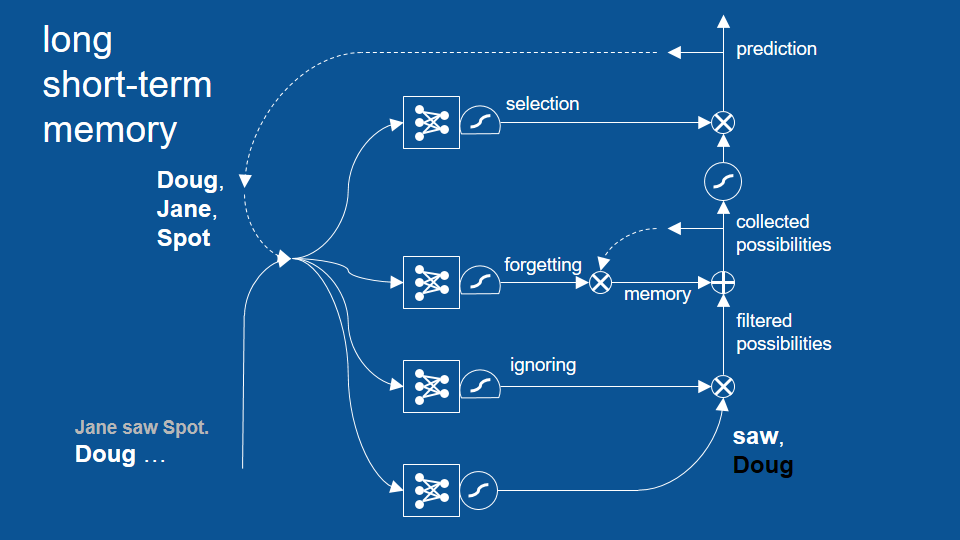 long
short-term
memory
prediction
selection
Doug,
Jane,
Spot
collected
possibilities
forgetting
memory
filtered
possibilities
ignoring
Jane saw Spot.
Doug …
saw,
Doug